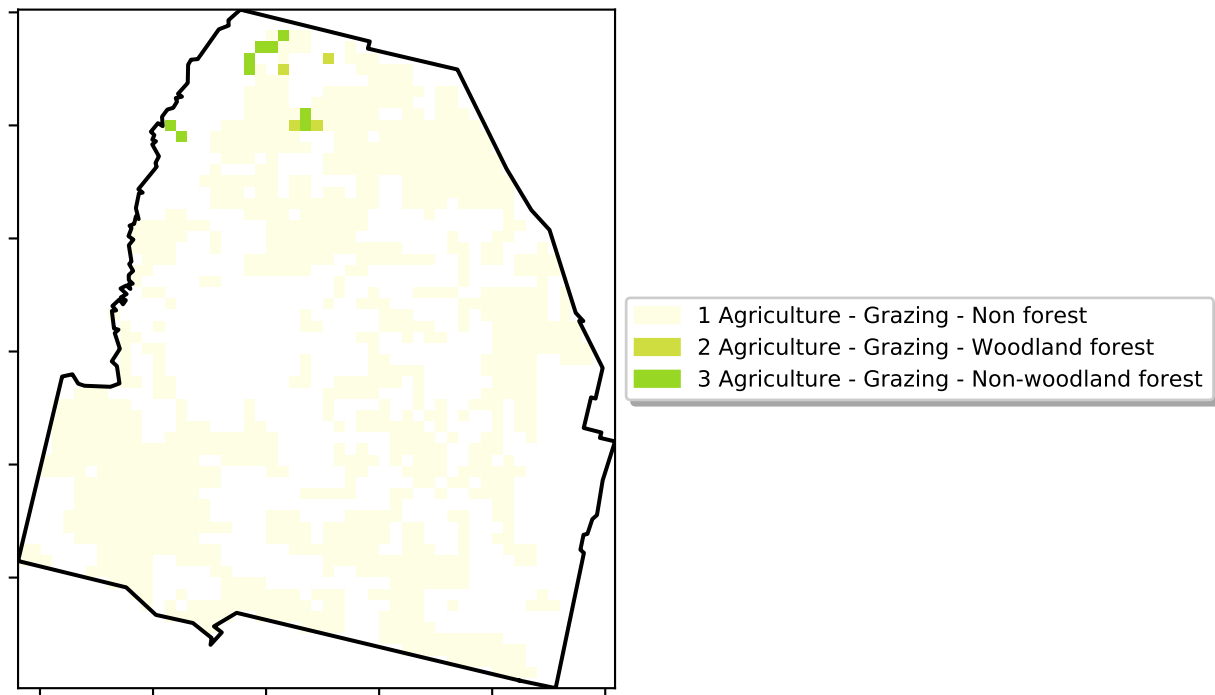 1 Agriculture - Grazing - Non forest
2 Agriculture - Grazing - Woodland forest
3 Agriculture - Grazing - Non-woodland forest